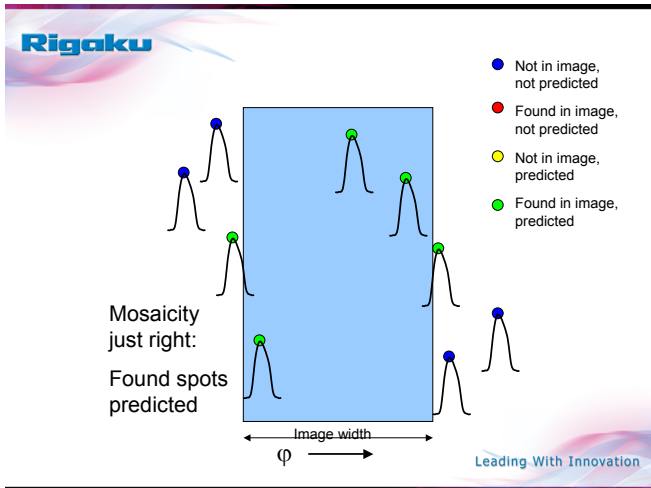 Rigaku
Not in image,
not predicted
Found in image,
not predicted
Not in image,
predicted
Found in image,
predicted
Mosaicity
just right:
Found spots
predicted
Image width
φ
Leading With Innovation